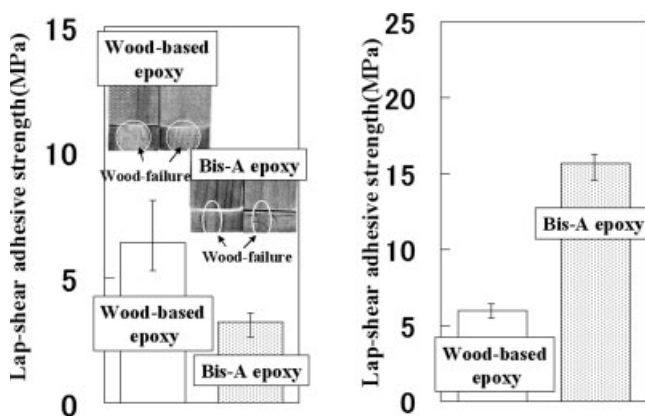 Lap-shear adhesive strength(MPa)
15
10
5
0
Wood-based
epoxy
Wood-failure
Bis-A epoxy
Wood-failure
Wood-based
epoxy
Bis-A epoxy
Lap-shear adhesive strength(MPa)
25
20
15
10
5
0
Bis-A epoxy
Wood-based
epoxy